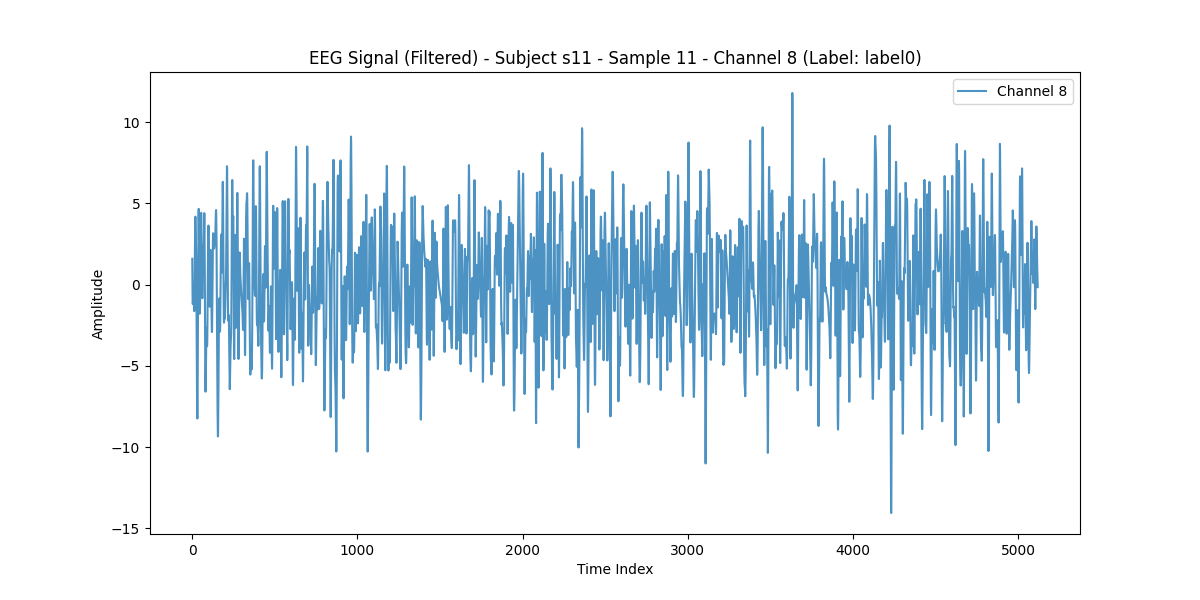 EEG Signal (Filtered) - Subject s11 - Sample 11 - Channel 8 (Label: label0)
Channel 8
Amplitude
10
5
0
−5
−10
−15
0 1000 2000 3000 4000 5000
Time Index